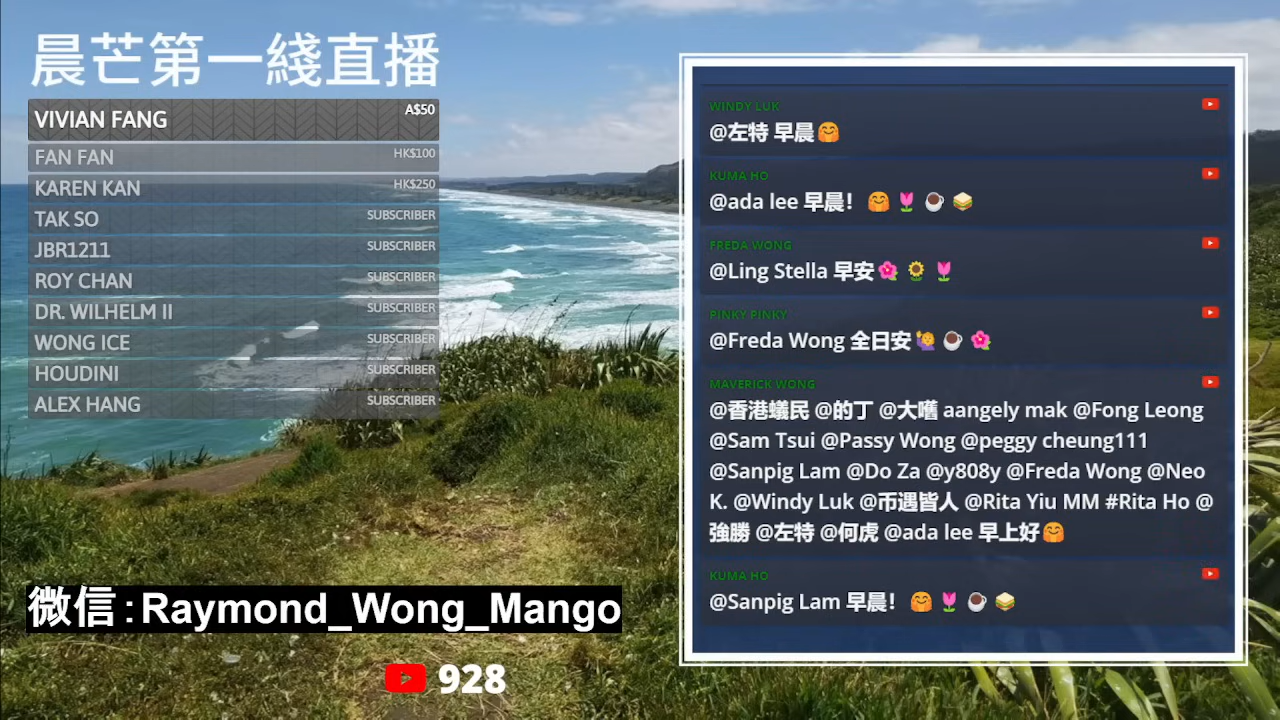 晨芒第一綫直播
VIVIAN FANG A$50
FAN FAN HK$100
KAREN KAN HK$250
TAK SO SUBSCRIBER
JBR1211 SUBSCRIBER
ROY CHAN SUBSCRIBER
DR. WILHELM II SUBSCRIBER
WONG ICE SUBSCRIBER
HOUDINI SUBSCRIBER
ALEX HANG SUBSCRIBER
微信:Raymond_Wong_Mango
928
WINDY LUK
@左特 早晨🤗
KUMA HO
@ada lee 早晨！🤗🌷☕🥪
FREDA WONG
@Ling Stella 早安🌺🌻🌷
PINKY PINKY
@Freda Wong 全日安🙋☕🌺
MAVERICK WONG
@香港蟻民 @的丁 @大嚿 aangely mak @Fong Leong
@Sam Tsui @Passy Wong @peggy cheung111
@Sanpig Lam @Do Za @y808y @Freda Wong @Neo
K. @Windy Luk @币遇皆人 @Rita Yiu MM #Rita Ho @
強勝 @左特 @何虎 @ada lee 早上好🤗
KUMA HO
@Sanpig Lam 早晨！🤗🌷☕🥪